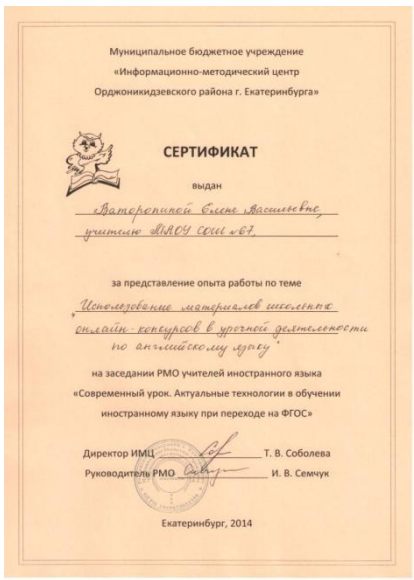 Муниципальное бюджетное учреждение
«Информационно-методический центр
Орджоникидзевского района г. Екатеринбурга»
СЕРТИФИКАТ
выдан
Ваторопиной Елене Васильевне,
учителю МАОУ СОШ №67,
за представление опыта работы по теме
"Использование материалов школьных
онлайн-конкурсов в урочной деятельности
по английскому языку"
на заседании РМО учителей иностранного языка
«Современный урок. Актуальные технологии в обучении
иностранному языку при переходе на ФГОС»
Директор ИМЦ Т. В. Соболева
Руководитель РМО И. В. Семчук
Екатеринбург, 2014